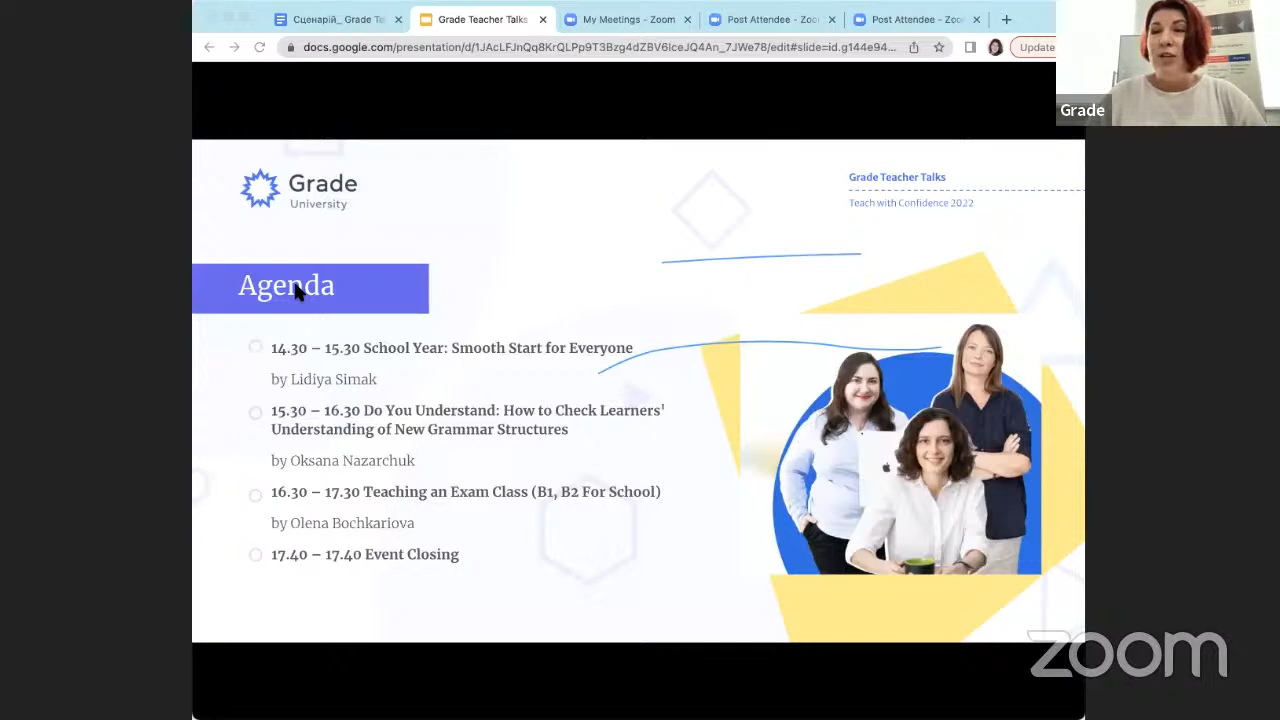 Сценарій_ Grade Te
Grade Teacher Talks
My Meetings - Zoom
Post Attendee - Zoo
Post Attendee - Zoo
docs.google.com/presentation/d/1JAcLFJnQq8KrQLPp9T3Bzg4dZBV6IceJQ4An_7JWe78/edit#slide=id.g144e94...
Update
Grade
Grade
University
Grade Teacher Talks
Teach with Confidence 2022
Agenda
14.30 – 15.30 School Year: Smooth Start for Everyone
by Lidiya Simak
15.30 – 16.30 Do You Understand: How to Check Learners'
Understanding of New Grammar Structures
by Oksana Nazarchuk
16.30 – 17.30 Teaching an Exam Class (B1, B2 For School)
by Olena Bochkariova
17.40 – 17.40 Event Closing
zoom